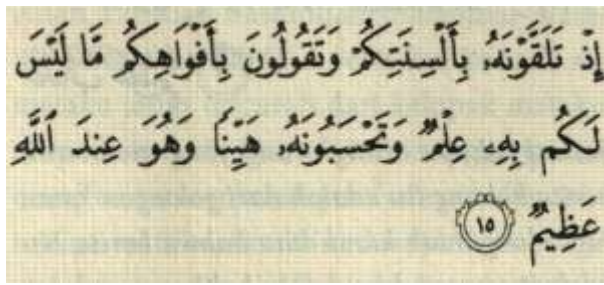 إِذْ تَلَقَّوْنَهُۥ بِأَلْسِنَتِكُمْ وَتَقُولُونَ بِأَفْوَاهِكُم مَّا لَيْسَ
لَكُم بِهِۦ عِلْمٌ وَتَحْسَبُونَهُۥ هَيِّنًا وَهُوَ عِندَ ٱللَّهِ
عَظِيمٌ ١٥